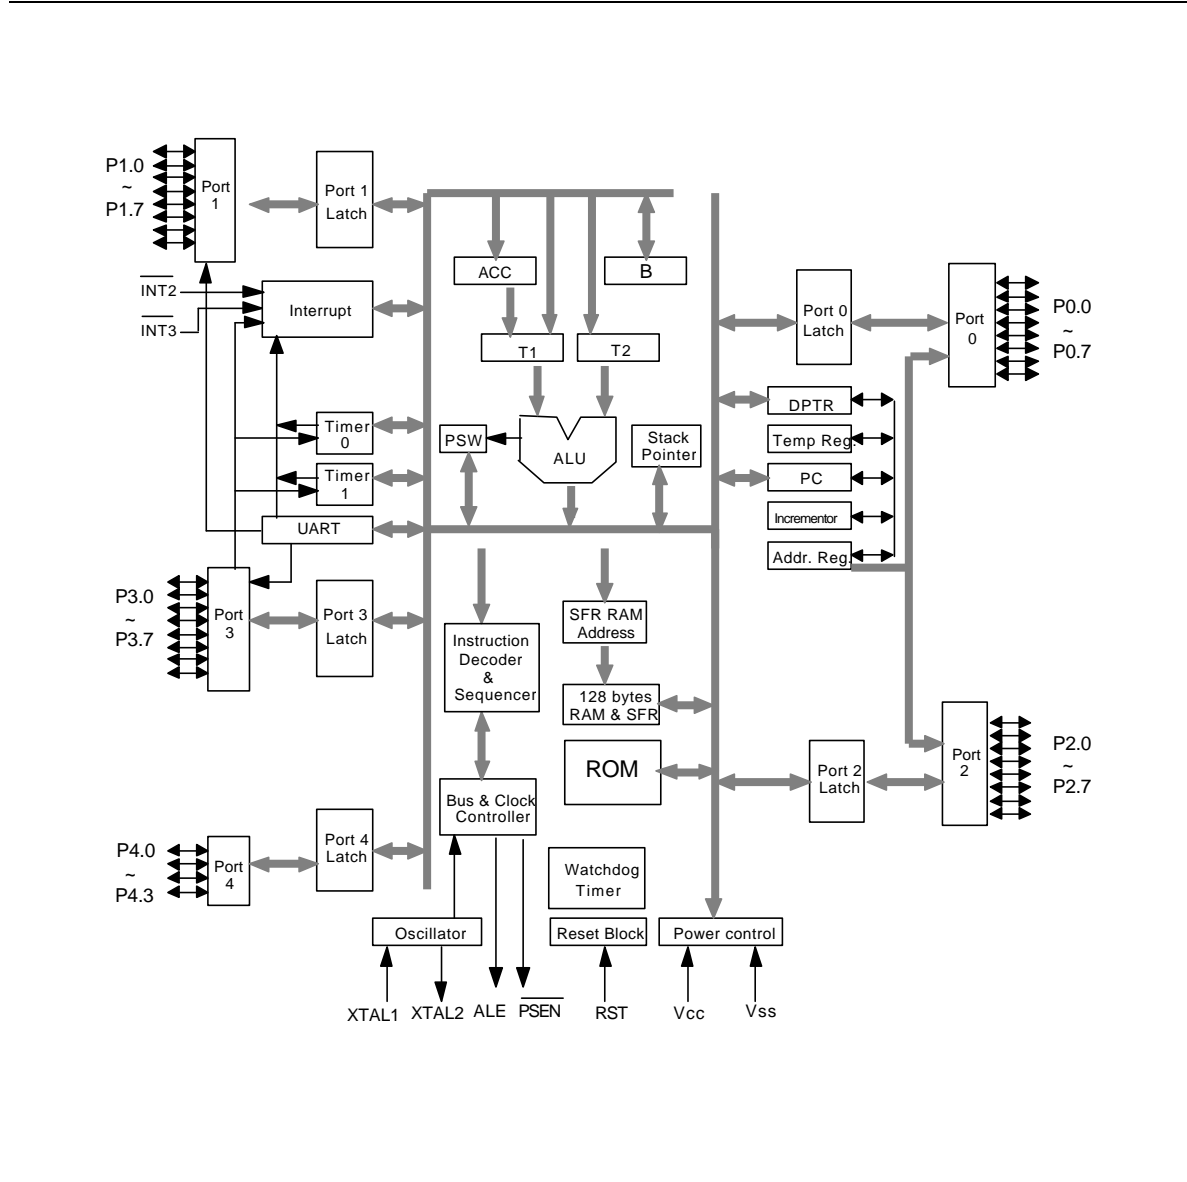 P1.0
~
P1.7
Port
1
Port 1
Latch
INT2
INT3
Interrupt
ACC
B
T1
T2
Port 0
Latch
Port
0
P0.0
~
P0.7
Timer
0
Timer
1
UART
PSW
ALU
Stack
Pointer
DPTR
Temp Reg.
PC
Incrementor
Addr. Reg.
P3.0
~
P3.7
Port
3
Port 3
Latch
Instruction
Decoder
&
Sequencer
SFR RAM
Address
128 bytes
RAM & SFR
ROM
Bus & Clock
Controller
Port 2
Latch
Port
2
P2.0
~
P2.7
P4.0
~
P4.3
Port
4
Port 4
Latch
Watchdog
Timer
Oscillator
Reset Block
Power control
XTAL1
XTAL2
ALE
PSEN
RST
Vcc
Vss